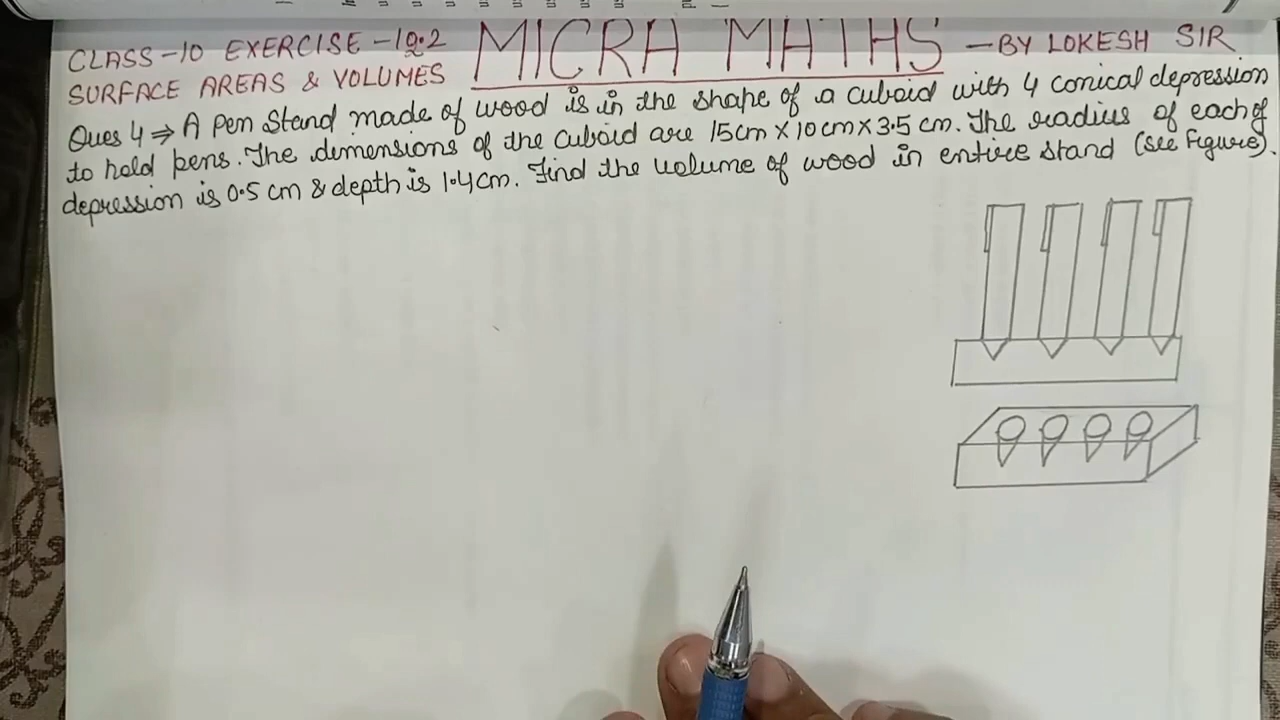 CLASS-10 EXERCISE-12.2 MICRA MATHS -BY LOKESH SIR
SURFACE AREAS & VOLUMES
Ques 4 ⇒ A Pen Stand made of wood is in the shape of a cuboid with 4 conical depression
to hold pens. The dimensions of the cuboid are 15cm X 10cm X 3.5 cm. The radius of each of
depression is 0.5 cm & depth is 1.4cm. Find the volume of wood in entire stand (see figure).